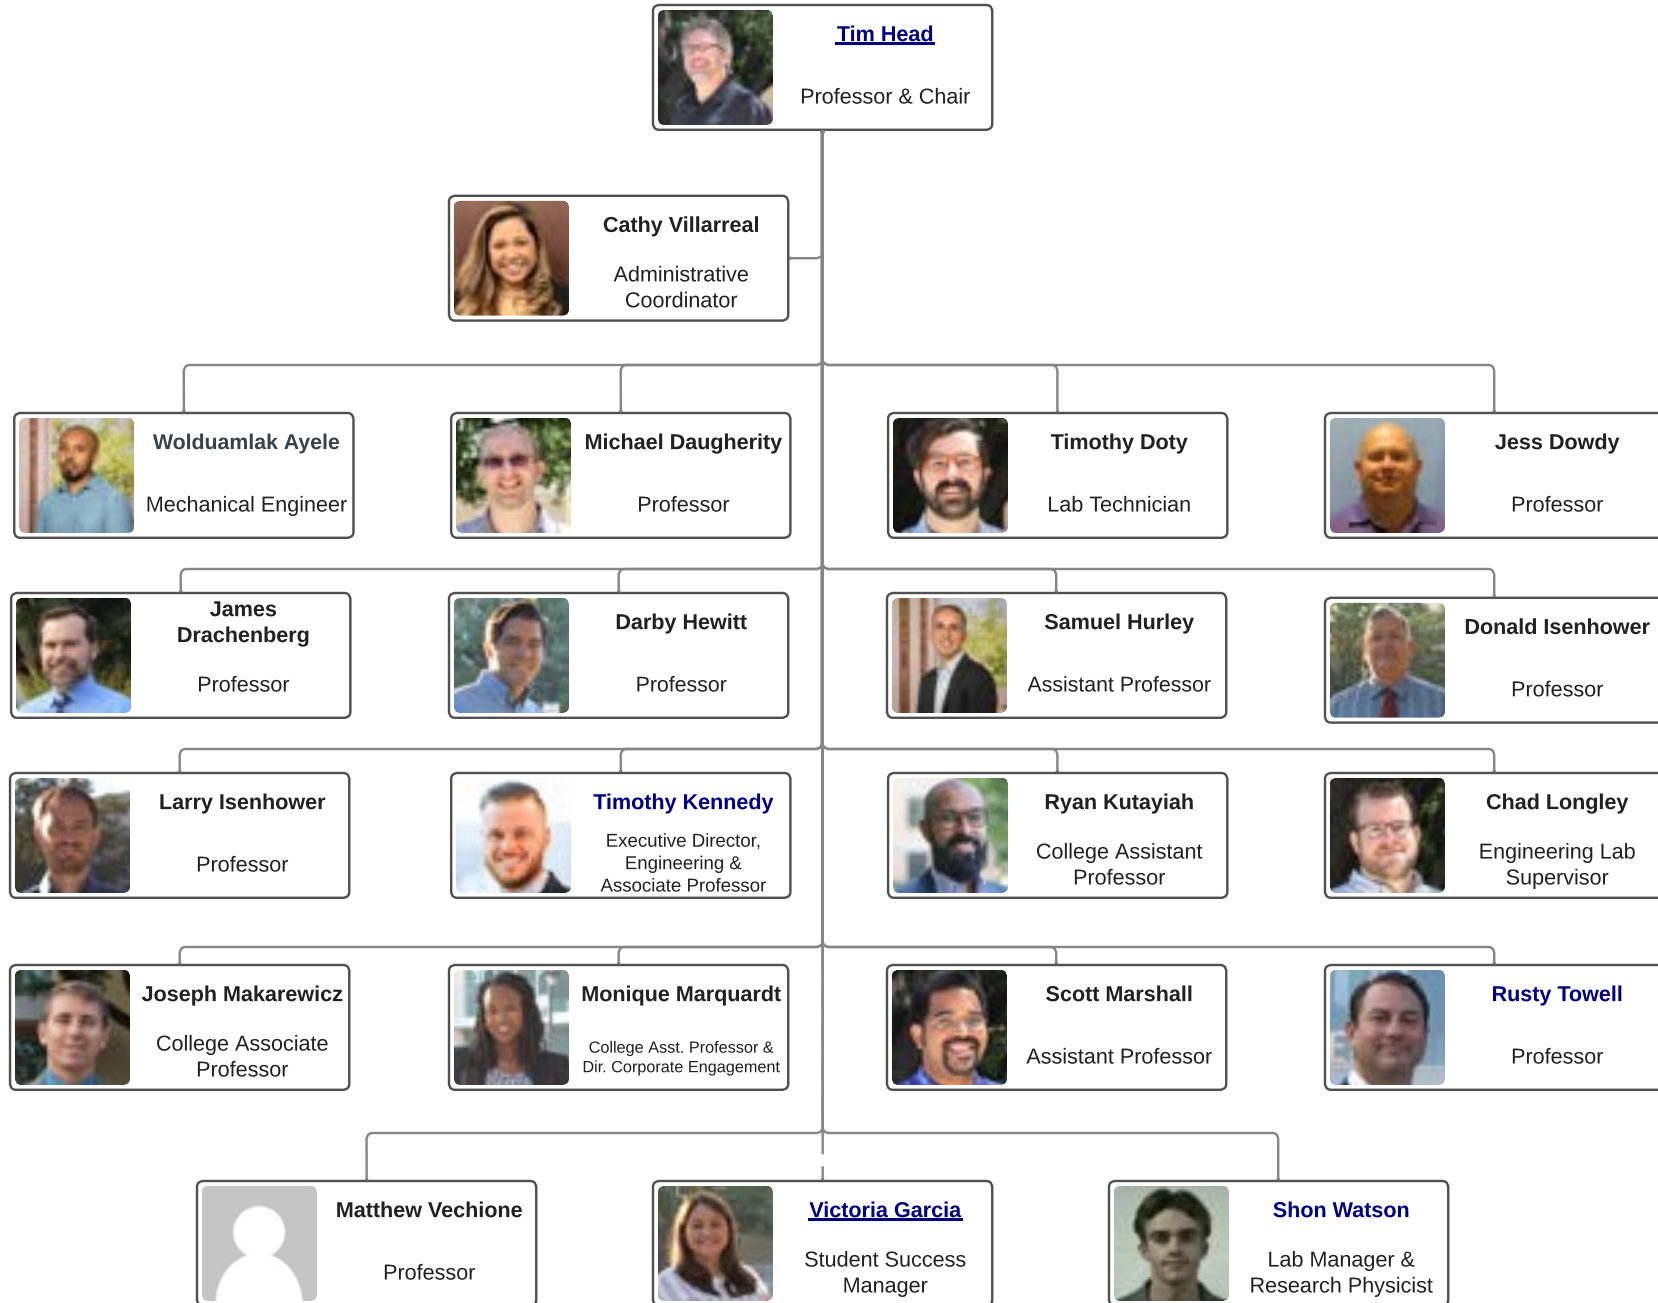 Tim Head
Professor & Chair
Cathy Villarreal
Administrative
Coordinator
Wolduamlak Ayele
Mechanical Engineer
Michael Daugherity
Professor
Timothy Doty
Lab Technician
Jess Dowdy
Professor
James
Drachenberg
Professor
Darby Hewitt
Professor
Samuel Hurley
Assistant Professor
Donald Isenhower
Professor
Larry Isenhower
Professor
Timothy Kennedy
Executive Director,
Engineering &
Associate Professor
Ryan Kutayiah
College Assistant
Professor
Chad Longley
Engineering Lab
Supervisor
Joseph Makarewicz
College Associate
Professor
Monique Marquardt
College Asst. Professor &
Dir. Corporate Engagement
Scott Marshall
Assistant Professor
Rusty Towell
Professor
Matthew Vechione
Professor
Victoria Garcia
Student Success
Manager
Shon Watson
Lab Manager &
Research Physicist